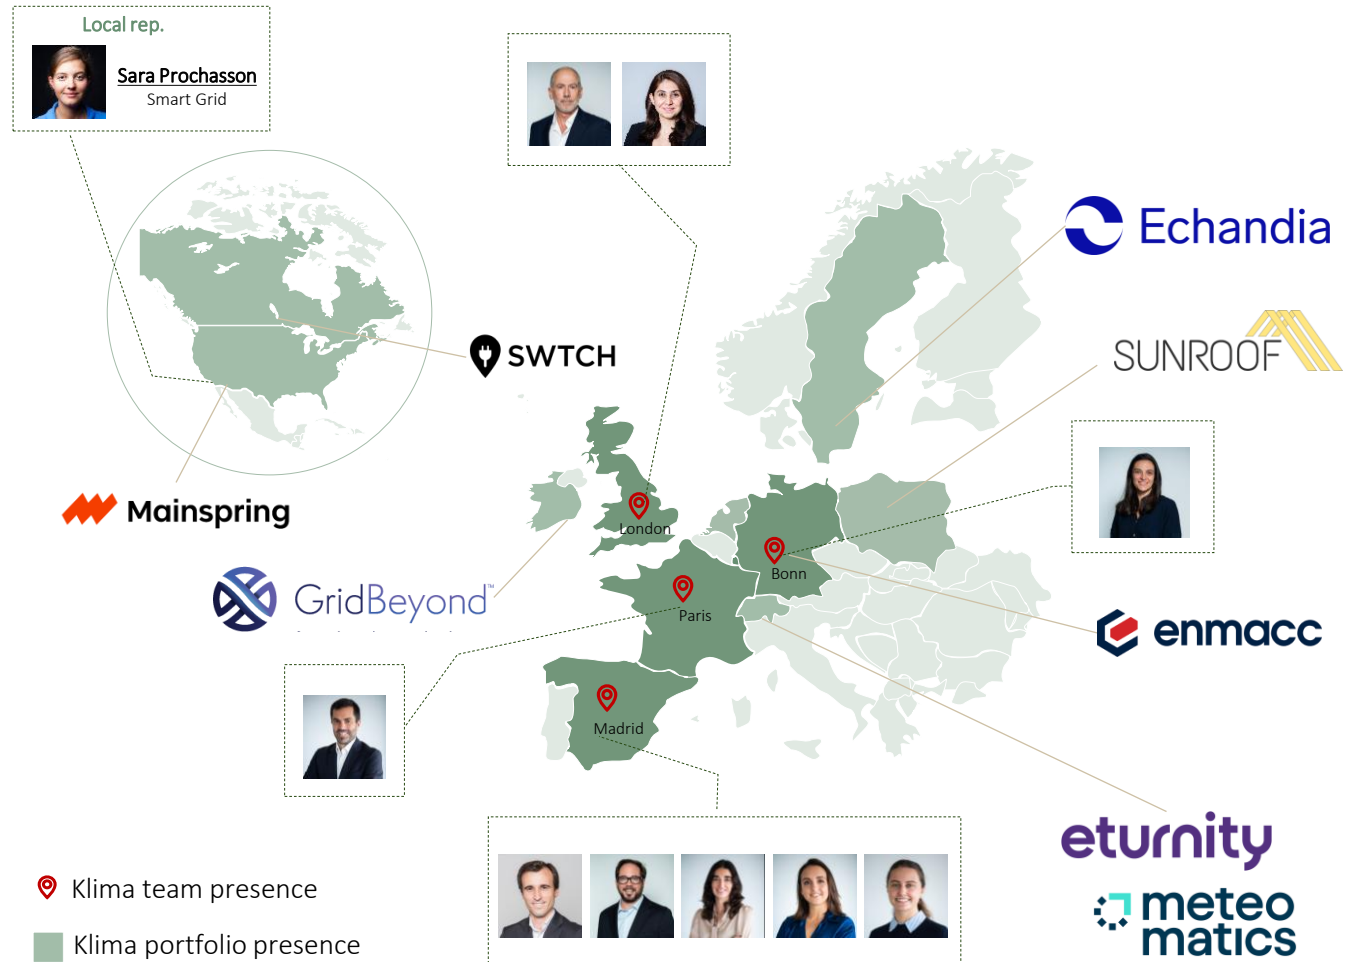 Local rep.
Sara Prochasson
Smart Grid
Echandia
SUNROOF
SWTCH
Mainspring
London
GridBeyond™
Bonn
Paris
enmacc
Madrid
eturnity
meteo
matics
Klima team presence
Klima portfolio presence